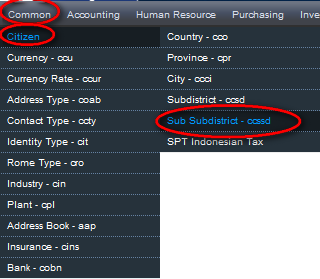 Common Accounting Human Resource Purchasing Inve
Citizen
Currency - ccu
Currency Rate - ccur
Address Type - coab
Contact Type - ccty
Identity Type - cit
Rome Type - cro
Industry - cin
Plant - cpl
Address Book - aap
Insurance - cins
Bank - cobn
Country - cco
Province - cpr
City - ccci
Subdistrict - ccsd
Sub Subdistrict - ccssd
SPT Indonesian Tax